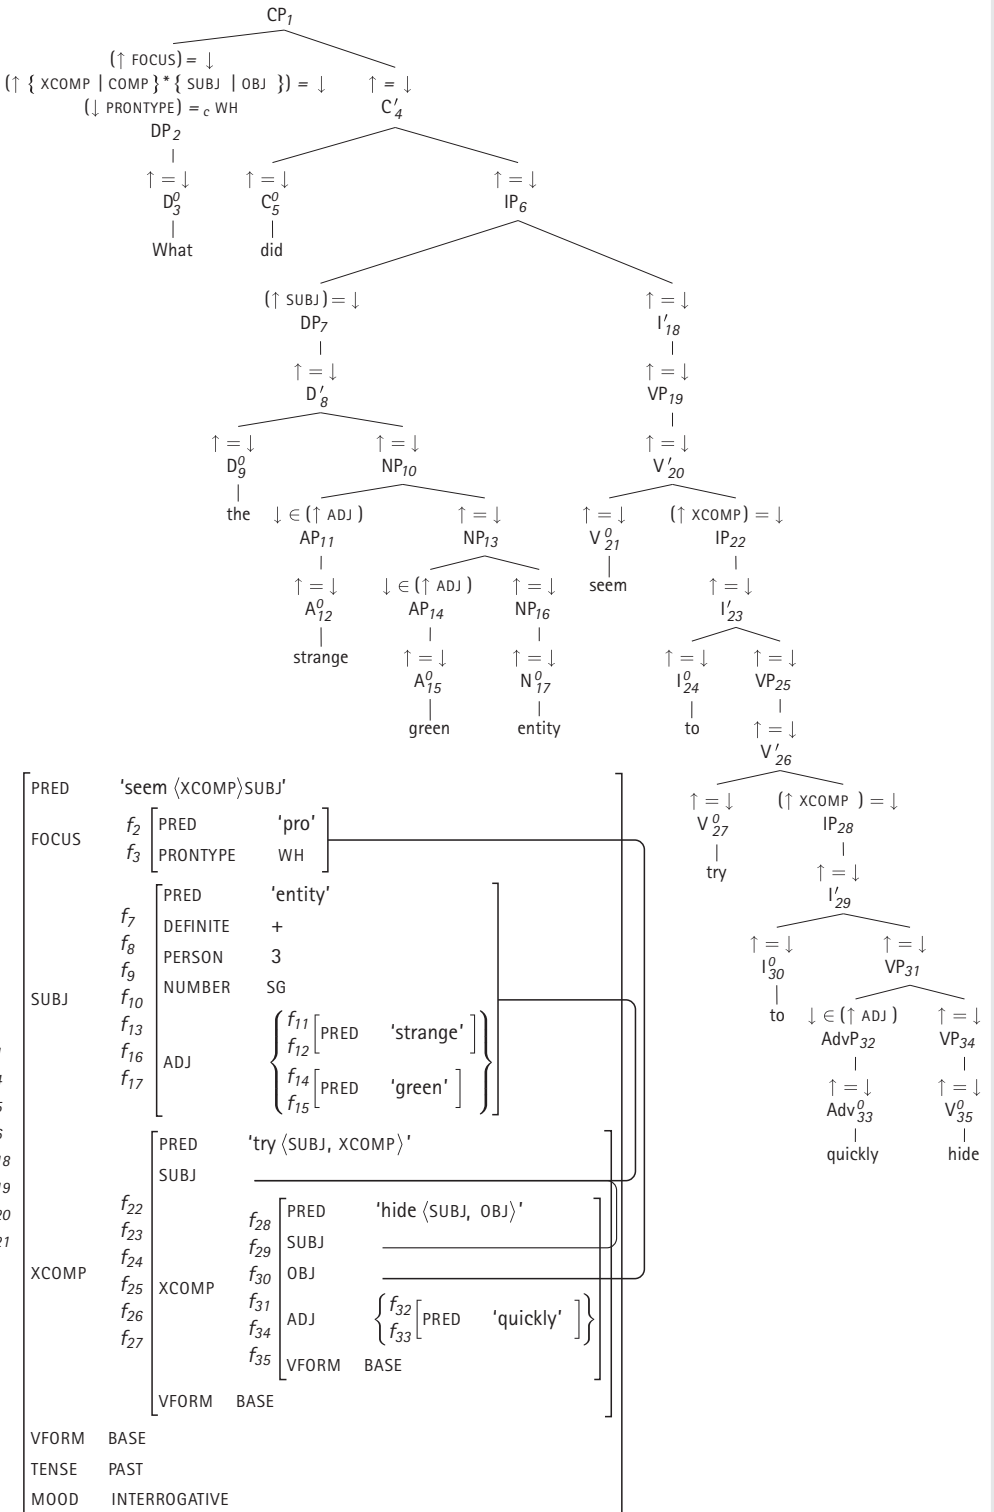 CP1
(↑ FOCUS) = ↓
(↑ { XCOMP | COMP }* { SUBJ | OBJ }) = ↓ ↑ = ↓
(↓ PRONTYPE) =c WH C′4
DP2
↑ = ↓ ↑ = ↓ ↑ = ↓
D⁰3 C⁰5 IP6
What did
(↑ SUBJ) = ↓ ↑ = ↓
DP7 I′18
↑ = ↓ ↑ = ↓
D′8 VP19
↑ = ↓ ↑ = ↓ ↑ = ↓
D⁰9 NP10 V′20
the ↓ ∈ (↑ ADJ) ↑ = ↓ ↑ = ↓ (↑ XCOMP) = ↓
AP11 NP13 V⁰21 IP22
↑ = ↓ ↓ ∈ (↑ ADJ) ↑ = ↓ seem ↑ = ↓
A⁰12 AP14 NP16 I′23
strange ↑ = ↓ ↑ = ↓ ↑ = ↓ ↑ = ↓
A⁰15 N⁰17 I⁰24 VP25
green entity to ↑ = ↓
V′26
↑ = ↓ (↑ XCOMP) = ↓
V⁰27 IP28
try ↑ = ↓
I′29
↑ = ↓ ↑ = ↓
I⁰30 VP31
to ↓ ∈ (↑ ADJ) ↑ = ↓
AdvP32 VP34
↑ = ↓ ↑ = ↓
Adv⁰33 V⁰35
quickly hide
PRED 'seem ⟨XCOMP⟩SUBJ'
FOCUS f2 f3 PRED 'pro'
PRONTYPE WH
SUBJ f7 f8 f9 f10 f13 f16 f17
PRED 'entity'
DEFINITE +
PERSON 3
NUMBER SG
ADJ f11 f12 PRED 'strange'
f14 f15 PRED 'green'
XCOMP f22 f23 f24 f25 f26 f27
PRED 'try ⟨SUBJ, XCOMP⟩'
SUBJ
XCOMP f28 f29 f30 f31 f34 f35
PRED 'hide ⟨SUBJ, OBJ⟩'
SUBJ
OBJ
ADJ f32 f33 PRED 'quickly'
VFORM BASE
VFORM BASE
VFORM BASE
TENSE PAST
MOOD INTERROGATIVE
18
19
20
21